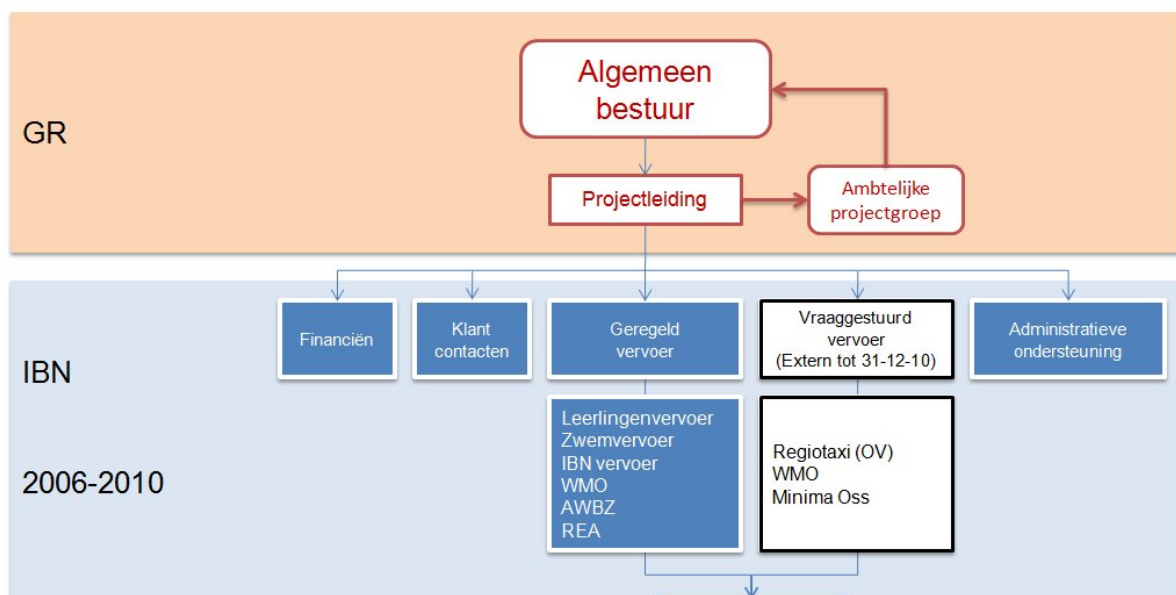 Algemeen
bestuur
GR
Projectleiding
Ambtelijke
projectgroep
Financiën
Klant
contacten
Geregeld
vervoer
Vraaggestuurd
vervoer
(Extern tot 31-12-10)
Administratieve
ondersteuning
IBN
2006-2010
Leerlingenvervoer
Zwemvervoer
IBN vervoer
WMO
AWBZ
REA
Regiotaxi (OV)
WMO
Minima Oss